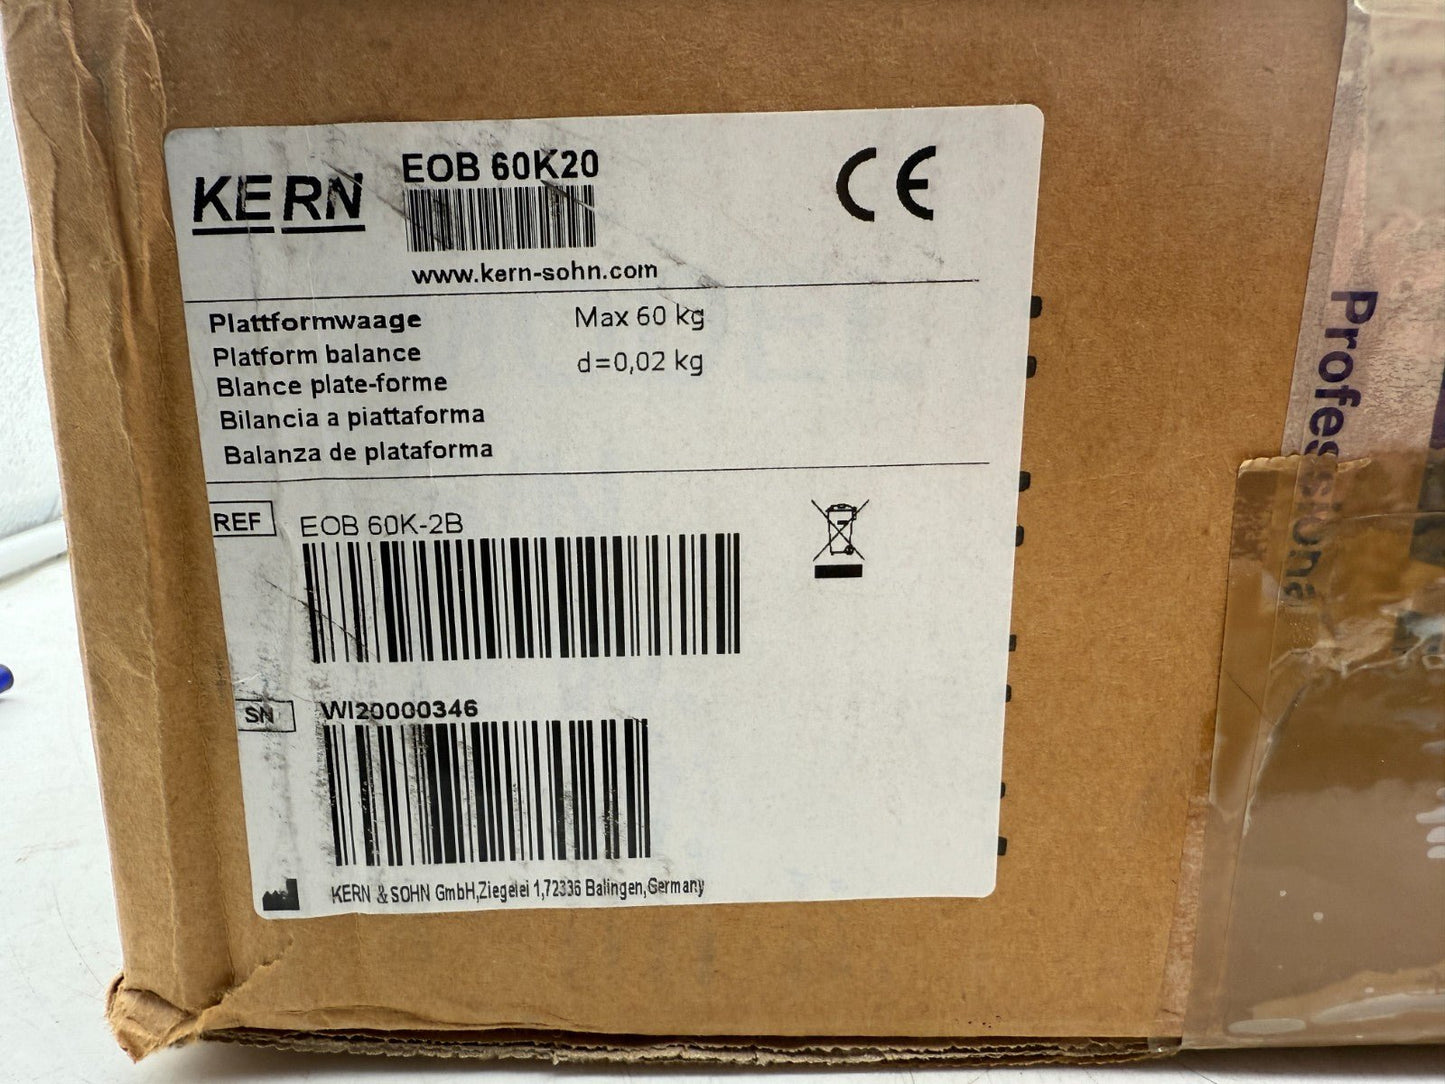 KERN
EOB 60K20
CE
www.kern-sohn.com
Plattformwaage
Max 60 kg
Platform balance
d=0,02 kg
Blance plate-forme
Bilancia a piattaforma
Balanza de plataforma
REF
EOB 60K-2B
SN
WI20000346
KERN & SOHN GmbH,Ziegelei 1,72336 Balingen,Germany
Professional